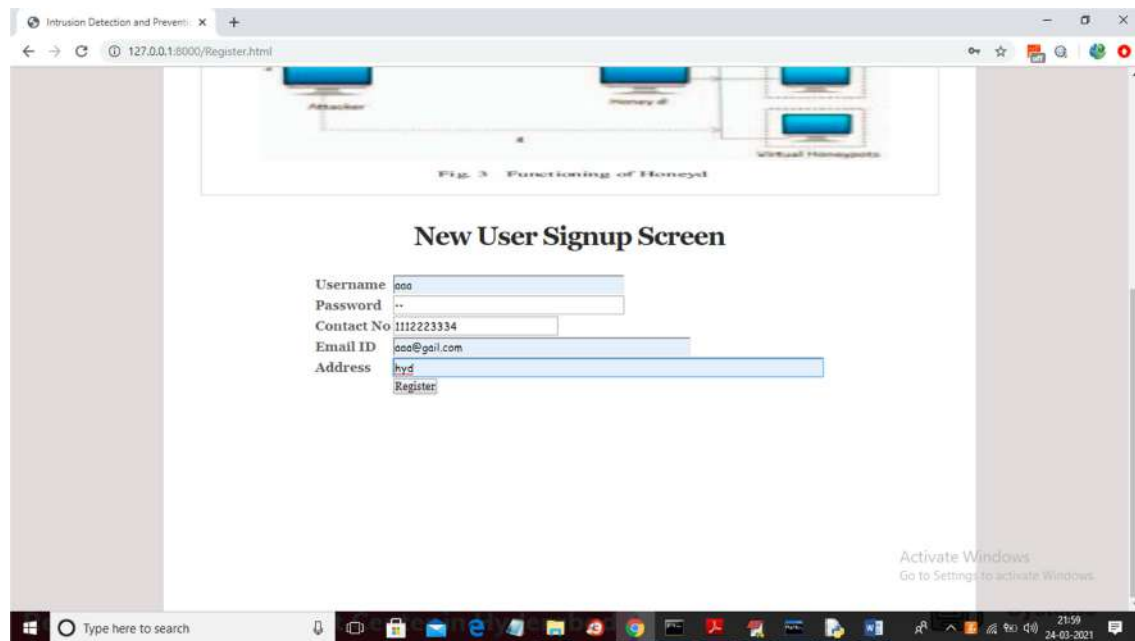 Intrusion Detection and Preventi
127.0.0.1:8000/Register.html
Attacker
Honey d
Virtual Honeypots
Fig. 3 Functioning of Honeyd
New User Signup Screen
Username aaa
Password ··
Contact No 1112223334
Email ID aaa@gail.com
Address hyd
Register
Activate Windows
Go to Settings to activate Windows.
Type here to search
21:59
24-03-2021